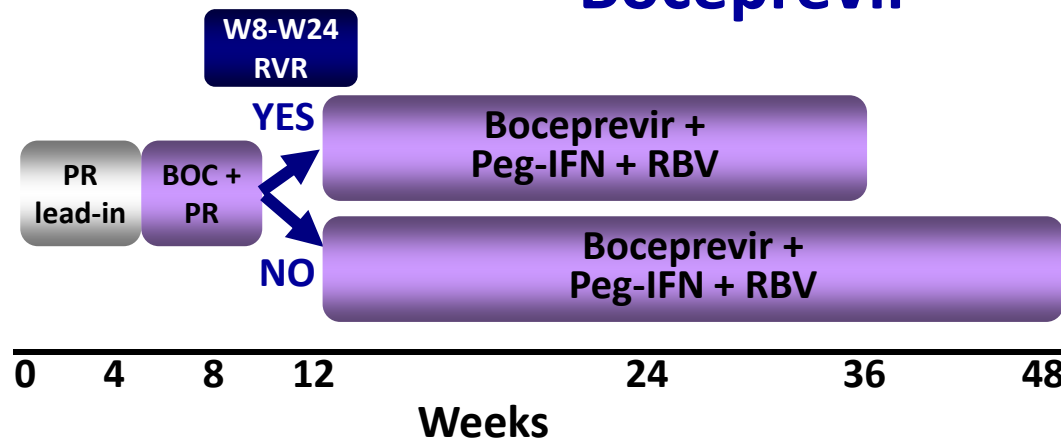 Boceprevir
W8-W24
RVR
YES
Boceprevir +
Peg-IFN + RBV
PR
lead-in
BOC +
PR
NO
Boceprevir +
Peg-IFN + RBV
0 4 8 12 24 36 48
Weeks